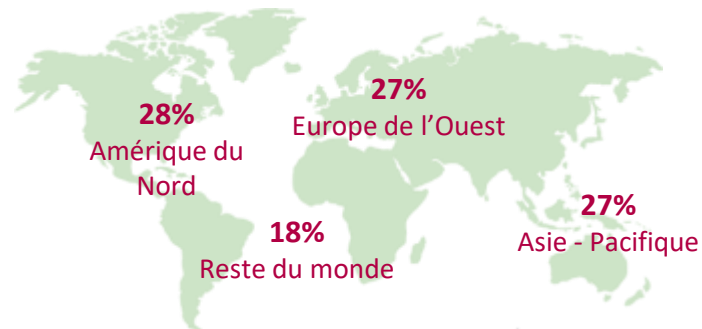 28%
Amérique du
Nord
27%
Europe de l’Ouest
18%
Reste du monde
27%
Asie - Pacifique